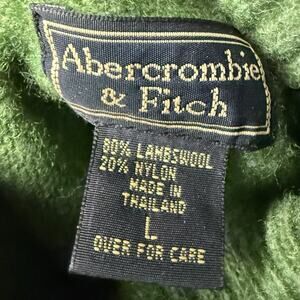 Abercrombie
& Fitch
80% LAMBSWOOL
20% NYLON
MADE IN
THAILAND
L
OVER FOR CARE